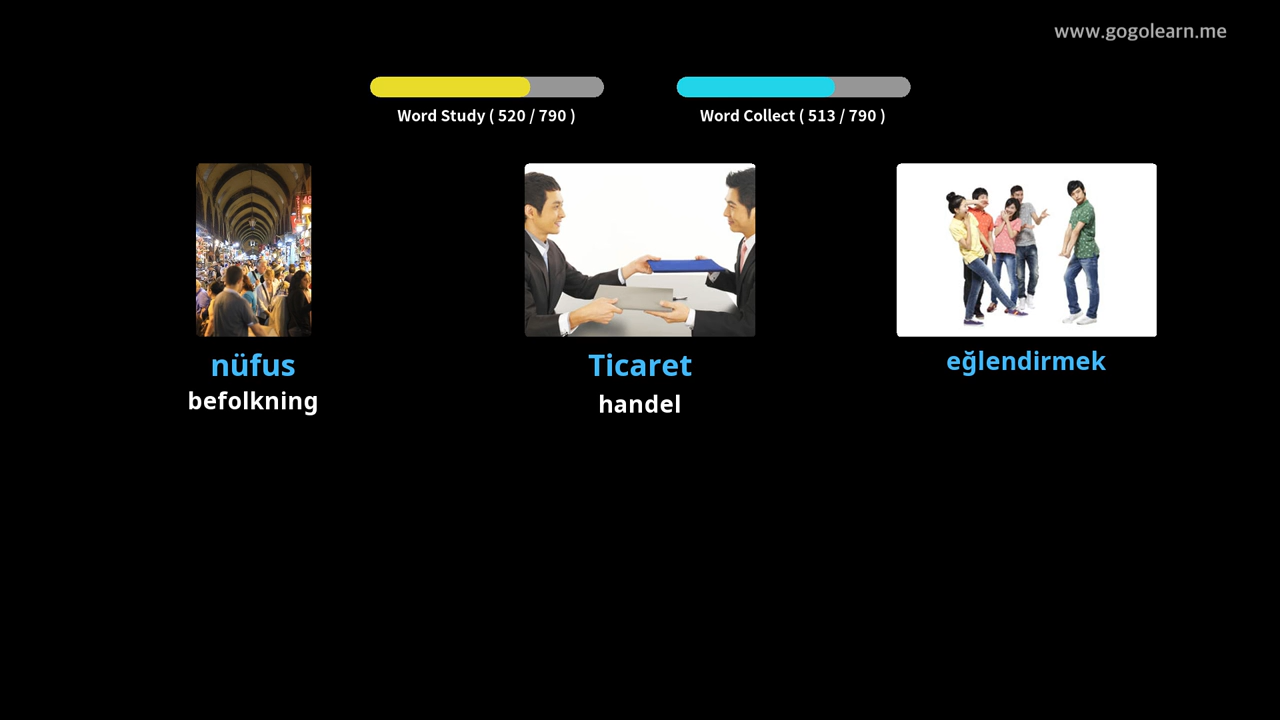 www.gogolearn.me
Word Study ( 520 / 790 )
Word Collect ( 513 / 790 )
nüfus
befolkning
Ticaret
handel
eğlendirmek